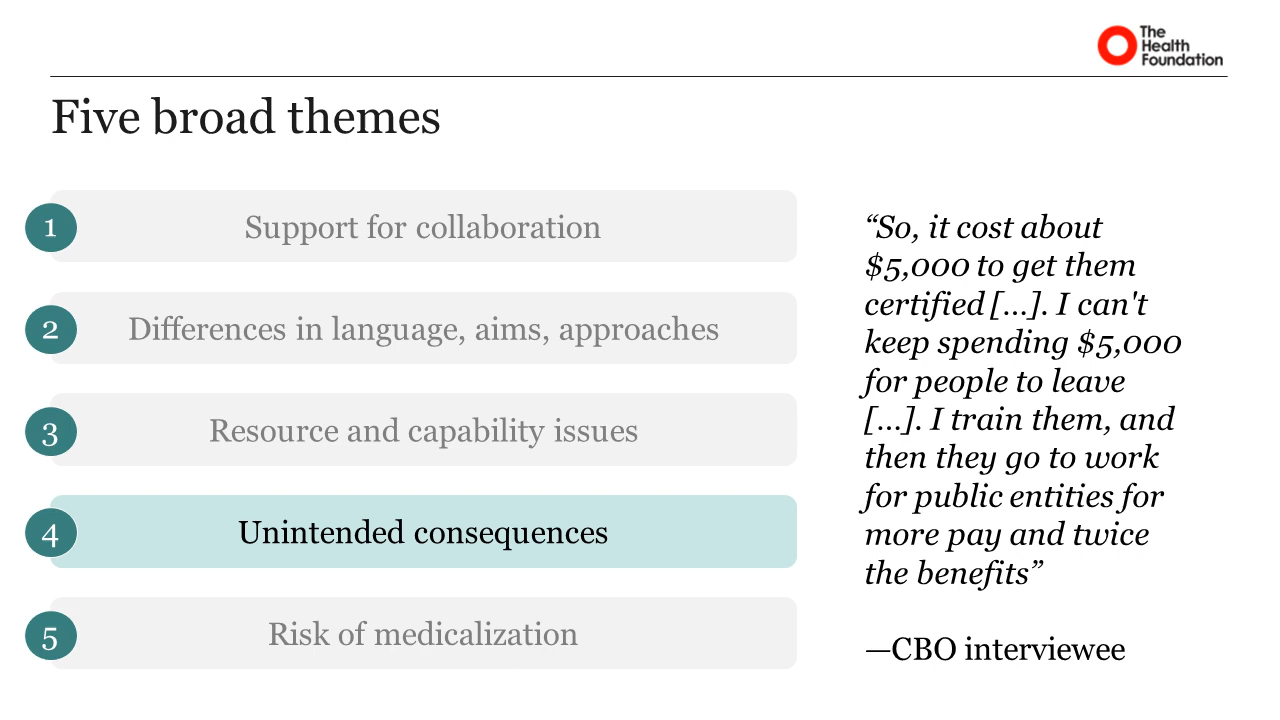 The
Health
Foundation
Five broad themes
1
Support for collaboration
2
Differences in language, aims, approaches
3
Resource and capability issues
4
Unintended consequences
5
Risk of medicalization
“So, it cost about
$5,000 to get them
certified […]. I can't
keep spending $5,000
for people to leave
[…]. I train them, and
then they go to work
for public entities for
more pay and twice
the benefits”
—CBO interviewee